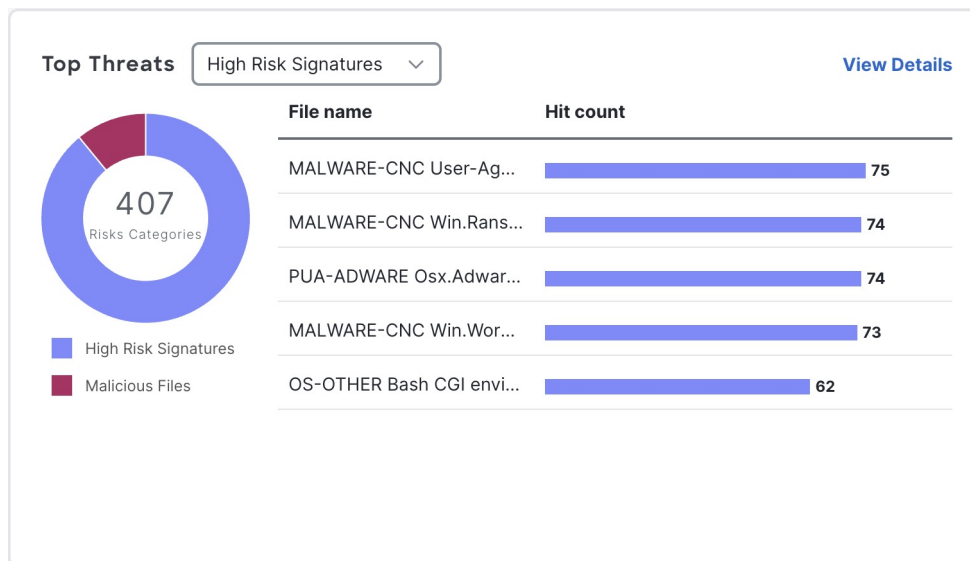 Top Threats High Risk Signatures View Details
File name Hit count
MALWARE-CNC User-Ag... 75
MALWARE-CNC Win.Rans... 74
PUA-ADWARE Osx.Adwar... 74
MALWARE-CNC Win.Wor... 73
OS-OTHER Bash CGI envi... 62
407
Risks Categories
High Risk Signatures
Malicious Files